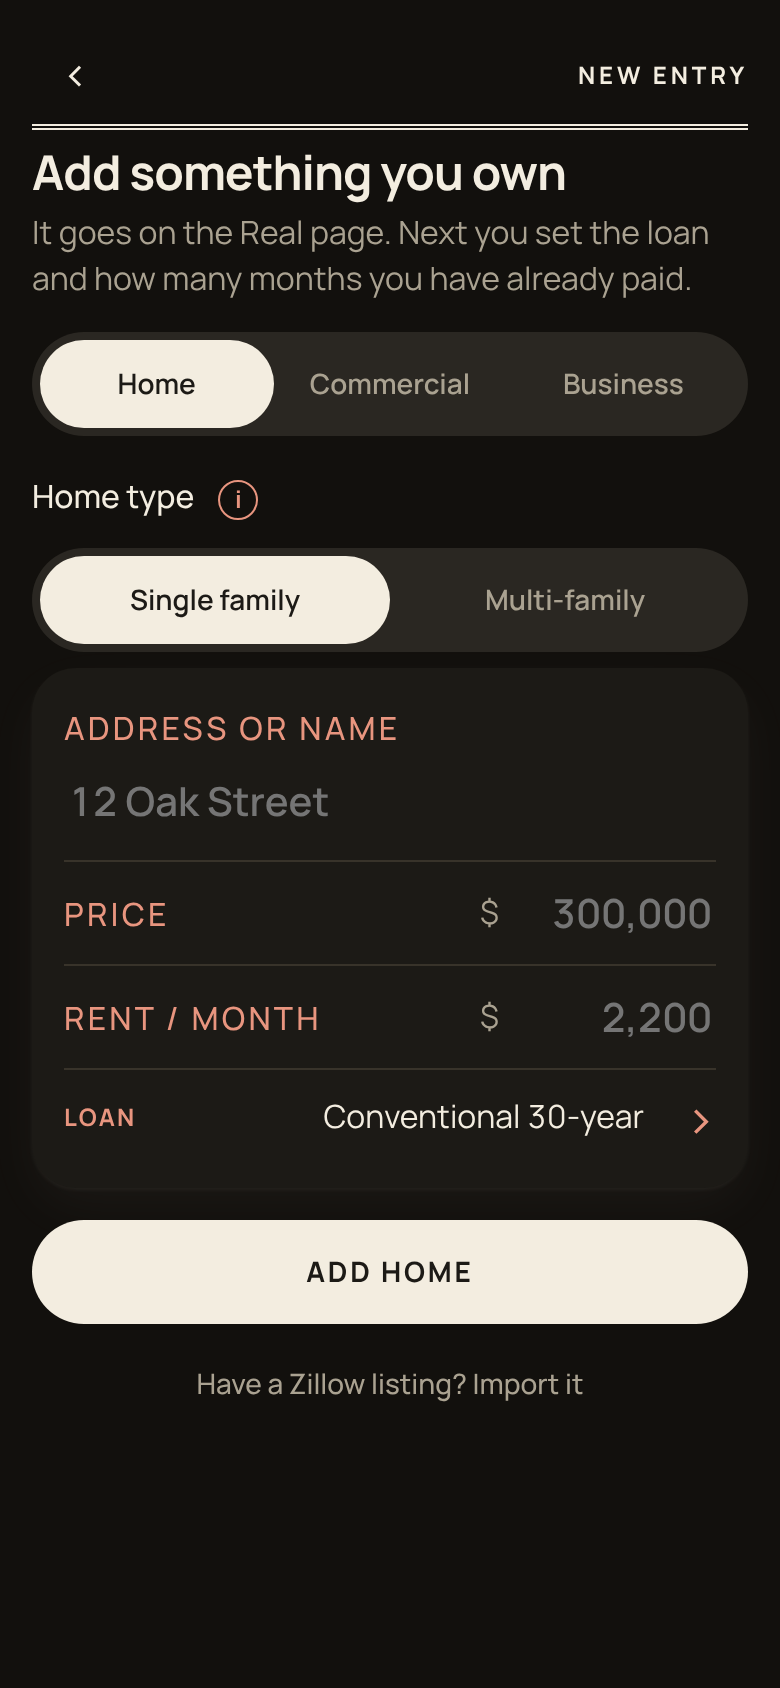 NEW ENTRY
Add something you own
It goes on the Real page. Next you set the loan
and how many months you have already paid.
Home Commercial Business
Home type i
Single family Multi-family
ADDRESS OR NAME
12 Oak Street
PRICE $ 300,000
RENT / MONTH $ 2,200
LOAN Conventional 30-year
ADD HOME
Have a Zillow listing? Import it